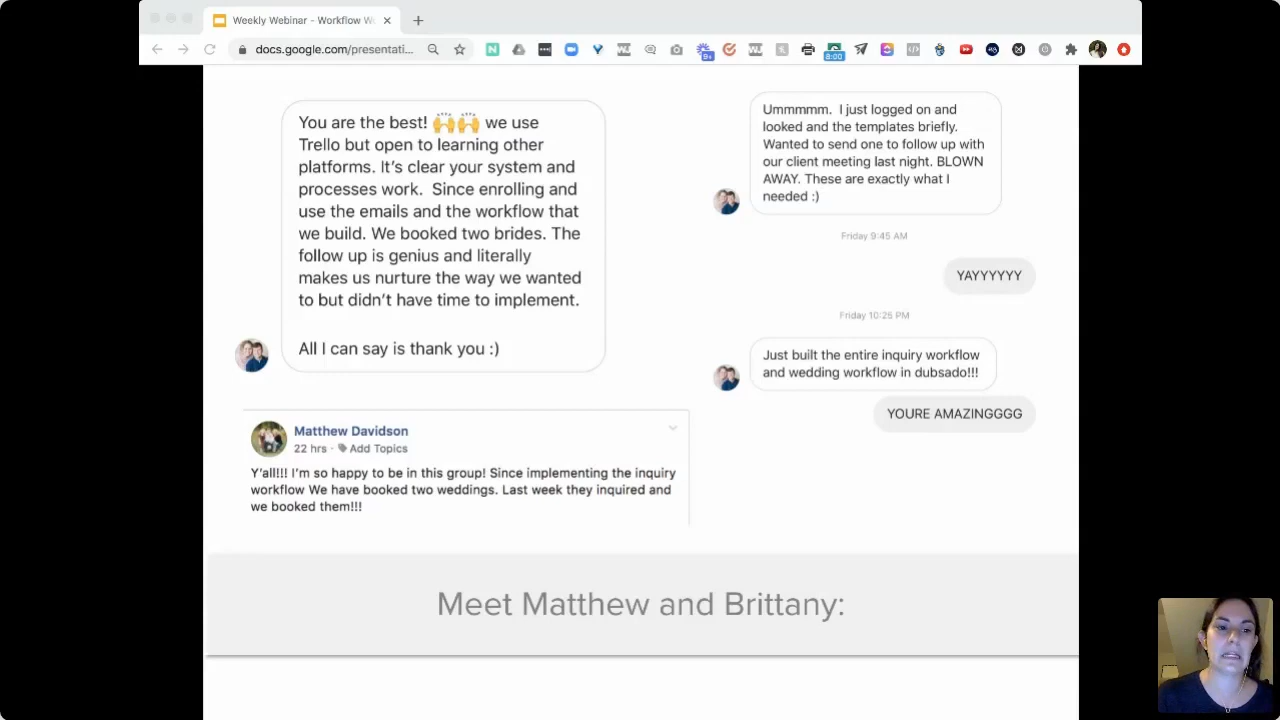 Weekly Webinar - Workflow W
docs.google.com/presentati...
9+
8:00
You are the best! 🙌🙌 we use
Trello but open to learning other
platforms. It's clear your system and
processes work.  Since enrolling and
use the emails and the workflow that
we build. We booked two brides. The
follow up is genius and literally
makes us nurture the way we wanted
to but didn't have time to implement.
All I can say is thank you :)
Matthew Davidson
22 hrs · Add Topics
Y'all!!! I'm so happy to be in this group! Since implementing the inquiry
workflow We have booked two weddings. Last week they inquired and
we booked them!!!
Ummmmm.  I just logged on and
looked and the templates briefly.
Wanted to send one to follow up with
our client meeting last night. BLOWN
AWAY. These are exactly what I
needed :)
Friday 9:45 AM
YAYYYYYY
Friday 10:25 PM
Just built the entire inquiry workflow
and wedding workflow in dubsado!!!
YOURE AMAZINGGGG
Meet Matthew and Brittany: